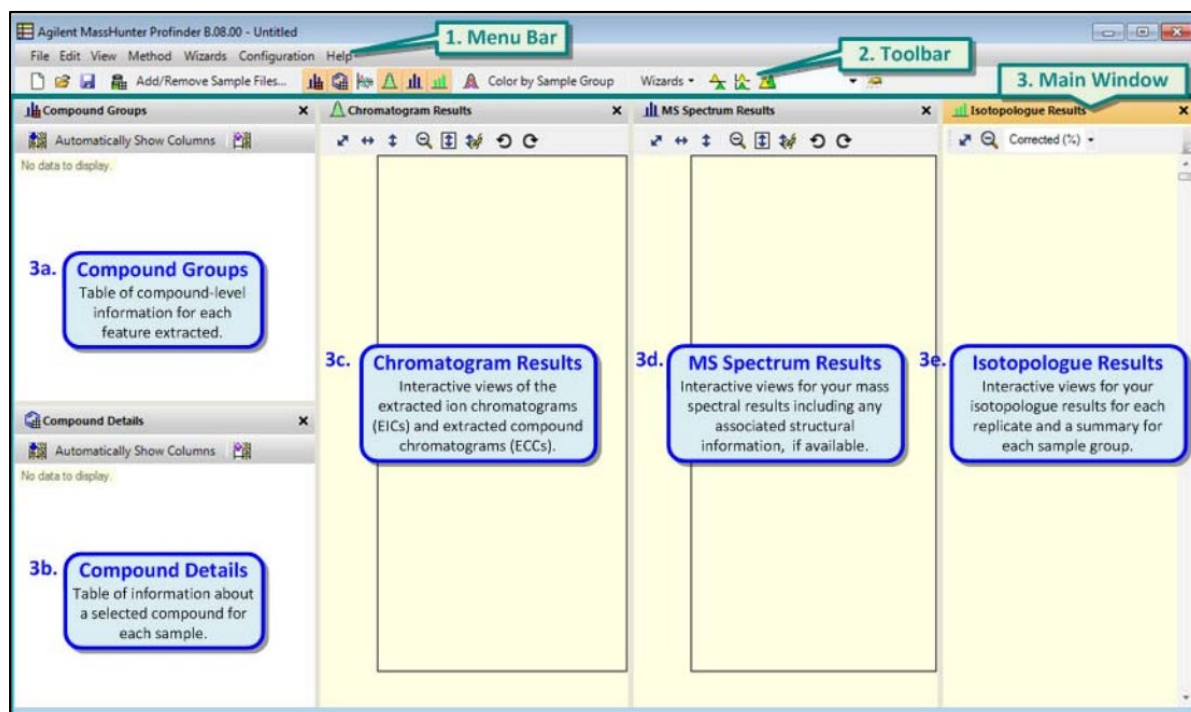 Agilent MassHunter Profinder B.08.00 - Untitled
File Edit View Method Wizards Configuration Help
1. Menu Bar
2. Toolbar
Add/Remove Sample Files...
Color by Sample Group
Wizards
3. Main Window
Compound Groups
Automatically Show Columns
No data to display.
3a.
Compound Groups
Table of compound-level
information for each
feature extracted.
Compound Details
Automatically Show Columns
No data to display.
3b.
Compound Details
Table of information about
a selected compound for
each sample.
Chromatogram Results
3c.
Chromatogram Results
Interactive views of the
extracted ion chromatograms
(EICs) and extracted compound
chromatograms (ECCs).
MS Spectrum Results
3d.
MS Spectrum Results
Interactive views for your mass
spectral results including any
associated structural
information, if available.
Isotopologue Results
Corrected (%)
3e.
Isotopologue Results
Interactive views for your
isotopologue results for each
replicate and a summary for
each sample group.